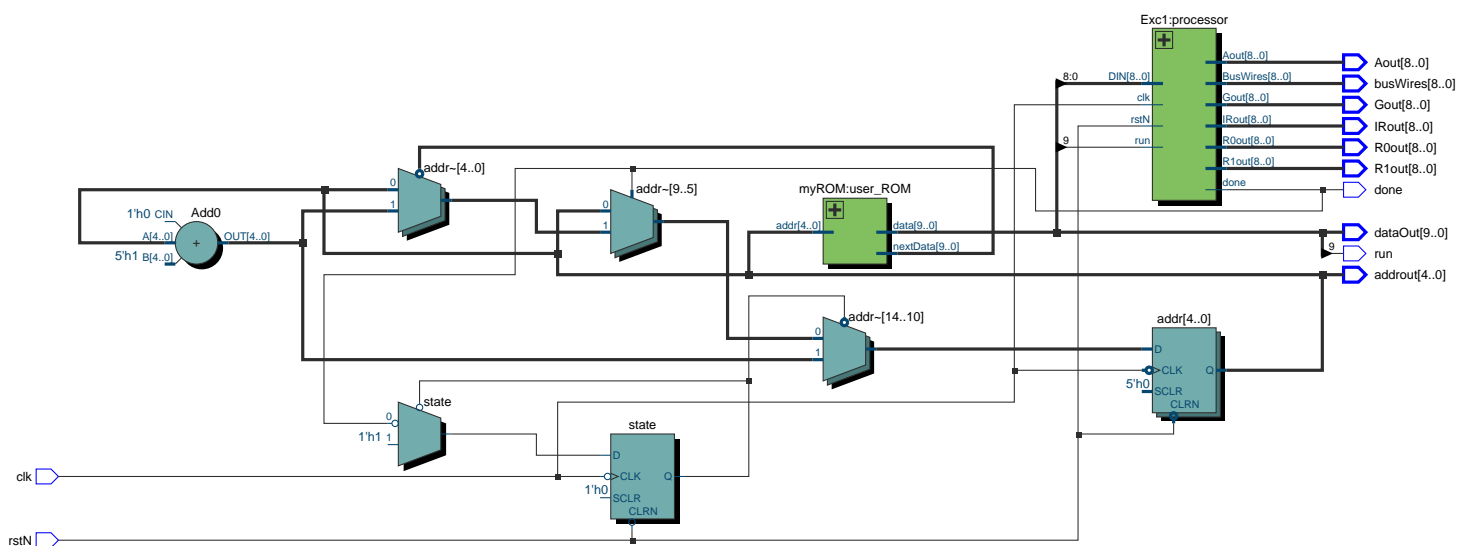 Exc1:processor
Aout[8..0]
Aout[8..0]
8:0
DIN[8..0]
BusWires[8..0]
busWires[8..0]
clk
Gout[8..0]
Gout[8..0]
rstN
IRout[8..0]
IRout[8..0]
9
run
R0out[8..0]
R0out[8..0]
R1out[8..0]
R1out[8..0]
done
done
addr~[4..0]
0
1
addr~[9..5]
0
1
myROM:user_ROM
addr[4..0]
data[9..0]
nextData[9..0]
dataOut[9..0]
9
run
addrout[4..0]
Add0
1'h0 CIN
A[4..0]
+
OUT[4..0]
5'h1 B[4..0]
addr~[14..10]
0
1
addr[4..0]
D
CLK
Q
5'h0
SCLR
CLRN
state
0
1'h1 1
state
D
CLK
Q
1'h0
SCLR
CLRN
clk
rstN